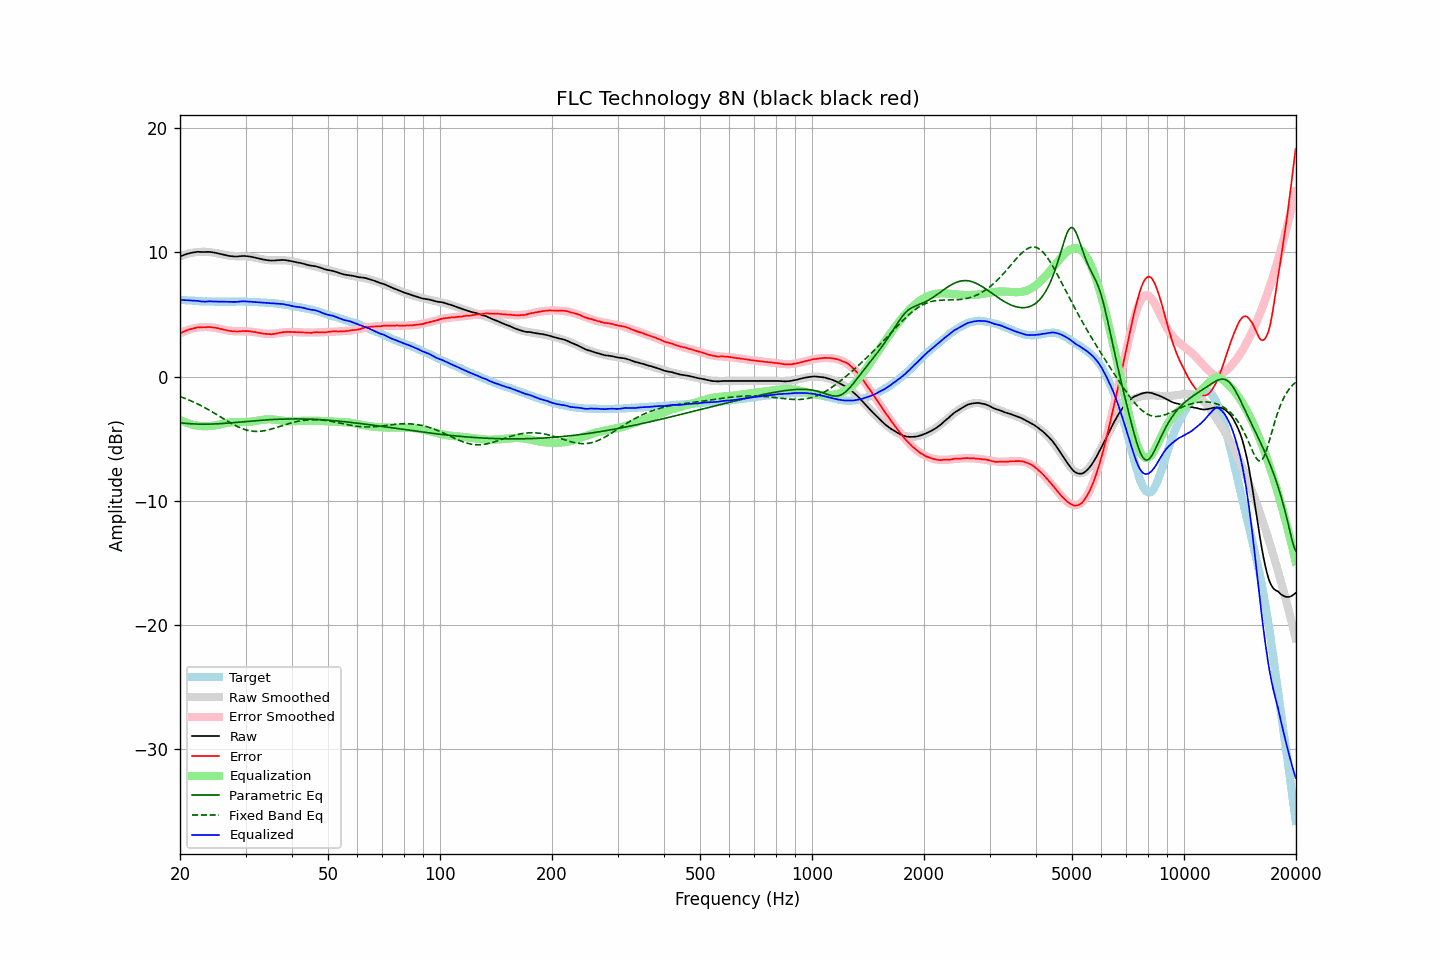 FLC Technology 8N (black black red)
20
10
0
−10
−20
−30
Amplitude (dBr)
Target
Raw Smoothed
Error Smoothed
Raw
Error
Equalization
Parametric Eq
Fixed Band Eq
Equalized
20 50 100 200 500 1000 2000 5000 10000 20000
Frequency (Hz)